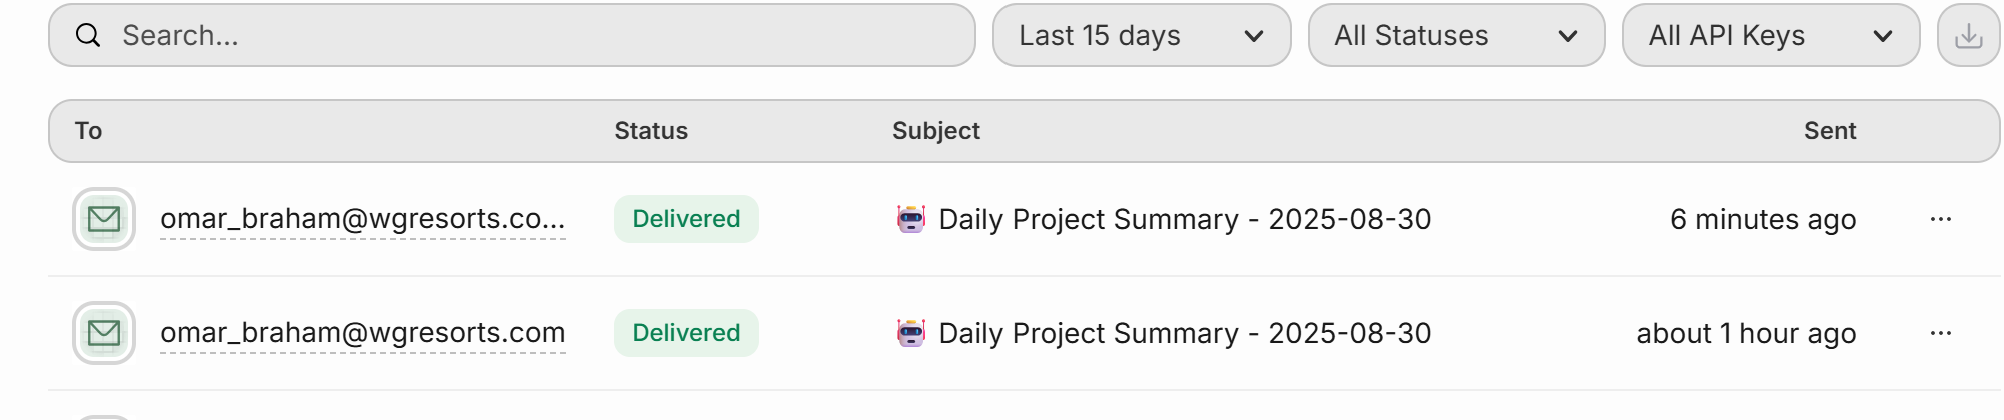 Search...
Last 15 days
All Statuses
All API Keys
To Status Subject Sent
omar_braham@wgresorts.co... Delivered 🤖 Daily Project Summary - 2025-08-30 6 minutes ago ...
omar_braham@wgresorts.com Delivered 🤖 Daily Project Summary - 2025-08-30 about 1 hour ago ...